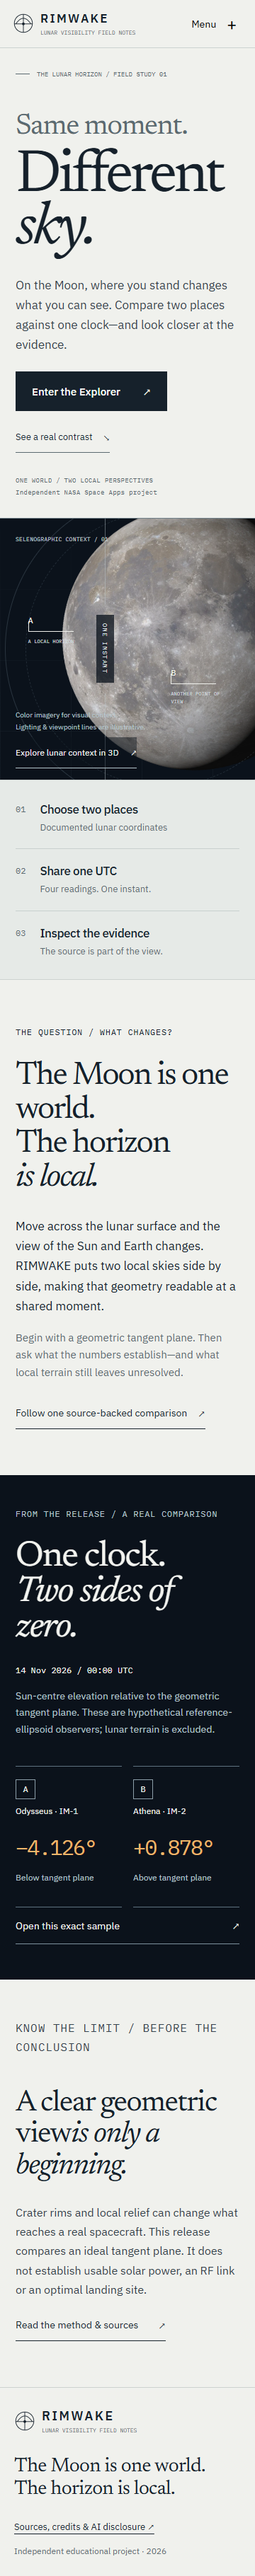 RIMWAKE
LUNAR VISIBILITY FIELD NOTES
Menu +
THE LUNAR HORIZON / FIELD STUDY 01
Same moment.
Different
sky.
On the Moon, where you stand changes
what you can see. Compare two places
against one clock—and look closer at the
evidence.
Enter the Explorer ↗
See a real contrast ↘
ONE WORLD / TWO LOCAL PERSPECTIVES
Independent NASA Space Apps project
SELENOGRAPHIC CONTEXT / 01
A
A LOCAL HORIZON
ONE INSTANT
B
ANOTHER POINT OF
VIEW
Color imagery for visual
Lighting & viewpoint lines are illustrative.
Explore lunar context in 3D ↗
01 Choose two places
Documented lunar coordinates
02 Share one UTC
Four readings. One instant.
03 Inspect the evidence
The source is part of the view.
THE QUESTION / WHAT CHANGES?
The Moon is one
world.
The horizon
is local.
Move across the lunar surface and the
view of the Sun and Earth changes.
RIMWAKE puts two local skies side by
side, making that geometry readable at a
shared moment.
Begin with a geometric tangent plane. Then
ask what the numbers establish—and what
local terrain still leaves unresolved.
Follow one source-backed comparison ↗
FROM THE RELEASE / A REAL COMPARISON
One clock.
Two sides of
zero.
14 Nov 2026 / 00:00 UTC
Sun-centre elevation relative to the geometric
tangent plane. These are hypothetical reference-
ellipsoid observers; lunar terrain is excluded.
A
Odysseus · IM-1
−4.126°
Below tangent plane
B
Athena · IM-2
+0.878°
Above tangent plane
Open this exact sample ↗
KNOW THE LIMIT / BEFORE THE
CONCLUSION
A clear geometric
viewis only a
beginning.
Crater rims and local relief can change what
reaches a real spacecraft. This release
compares an ideal tangent plane. It does
not establish usable solar power, an RF link
or an optimal landing site.
Read the method & sources ↗
RIMWAKE
LUNAR VISIBILITY FIELD NOTES
The Moon is one world.
The horizon is local.
Sources, credits & AI disclosure ↗
Independent educational project · 2026